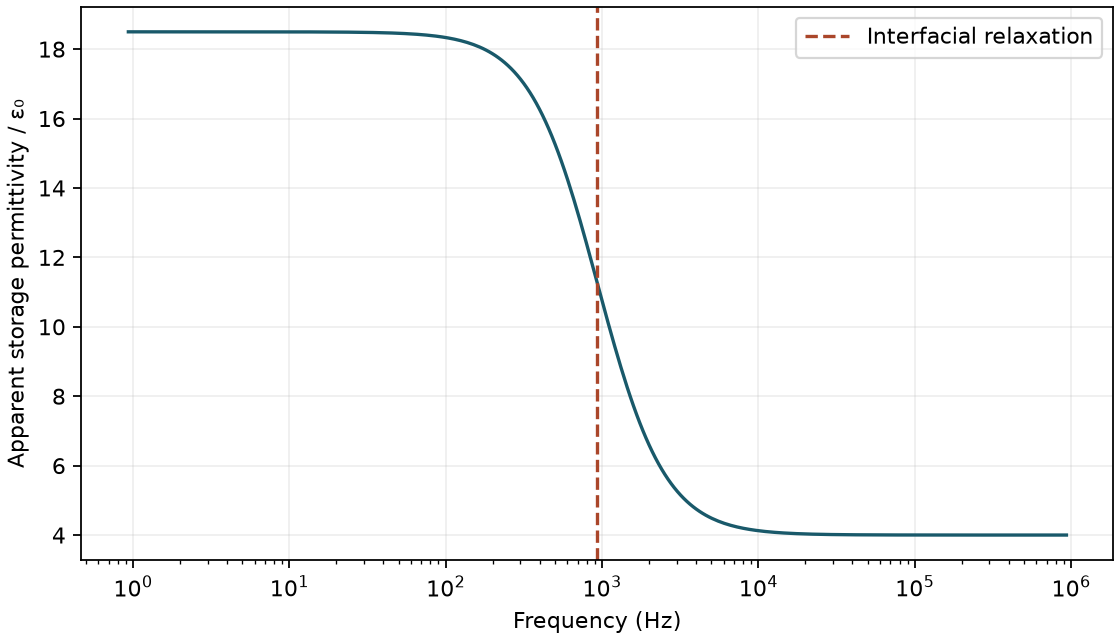 Apparent storage permittivity / ε₀
18
16
14
12
10
8
6
4
Interfacial relaxation
10⁰ 10¹ 10² 10³ 10⁴ 10⁵ 10⁶
Frequency (Hz)